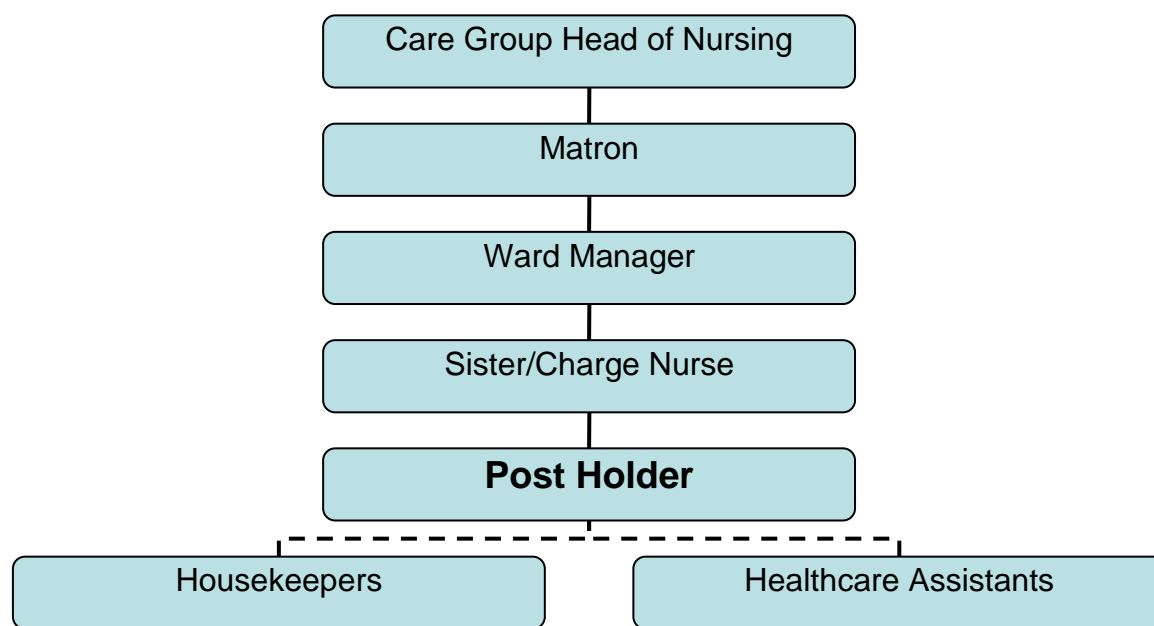 Care Group Head of Nursing
Matron
Ward Manager
Sister/Charge Nurse
Post Holder
Housekeepers
Healthcare Assistants